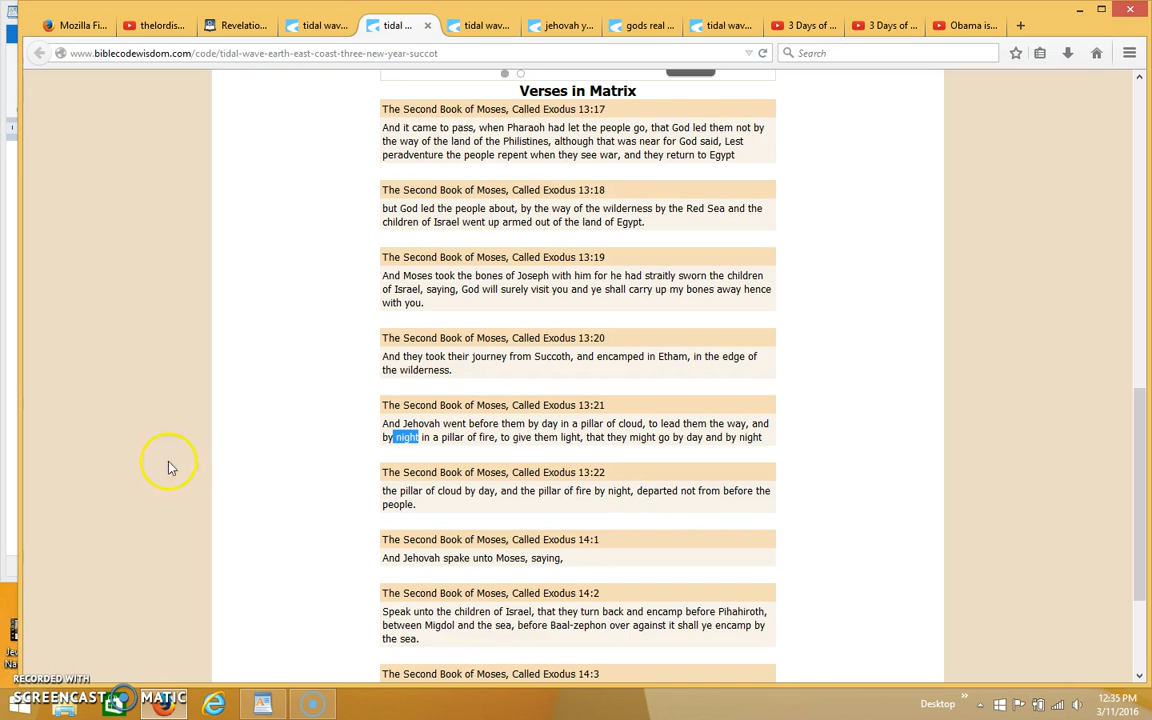 Mozilla Fi...
thelordis...
Revelatio...
tidal wav...
tidal ...
tidal wav...
jehovah y...
gods real ...
tidal wav...
3 Days of ...
3 Days of ...
Obama is...
www.biblecodewisdom.com/code/tidal-wave-earth-east-coast-three-new-year-succot
Search
Verses in Matrix
The Second Book of Moses, Called Exodus 13:17
And it came to pass, when Pharaoh had let the people go, that God led them not by
the way of the land of the Philistines, although that was near for God said, Lest
peradventure the people repent when they see war, and they return to Egypt
The Second Book of Moses, Called Exodus 13:18
but God led the people about, by the way of the wilderness by the Red Sea and the
children of Israel went up armed out of the land of Egypt.
The Second Book of Moses, Called Exodus 13:19
And Moses took the bones of Joseph with him for he had straitly sworn the children
of Israel, saying, God will surely visit you and ye shall carry up my bones away hence
with you.
The Second Book of Moses, Called Exodus 13:20
And they took their journey from Succoth, and encamped in Etham, in the edge of
the wilderness.
The Second Book of Moses, Called Exodus 13:21
And Jehovah went before them by day in a pillar of cloud, to lead them the way, and
by night in a pillar of fire, to give them light, that they might go by day and by night
The Second Book of Moses, Called Exodus 13:22
the pillar of cloud by day, and the pillar of fire by night, departed not from before the
people.
The Second Book of Moses, Called Exodus 14:1
And Jehovah spake unto Moses, saying,
The Second Book of Moses, Called Exodus 14:2
Speak unto the children of Israel, that they turn back and encamp before Pihahiroth,
between Migdol and the sea, before Baal-zephon over against it shall ye encamp by
the sea.
The Second Book of Moses, Called Exodus 14:3
RECORDED WITH
SCREENCAST MATIC
Desktop
12:35 PM
3/11/2016